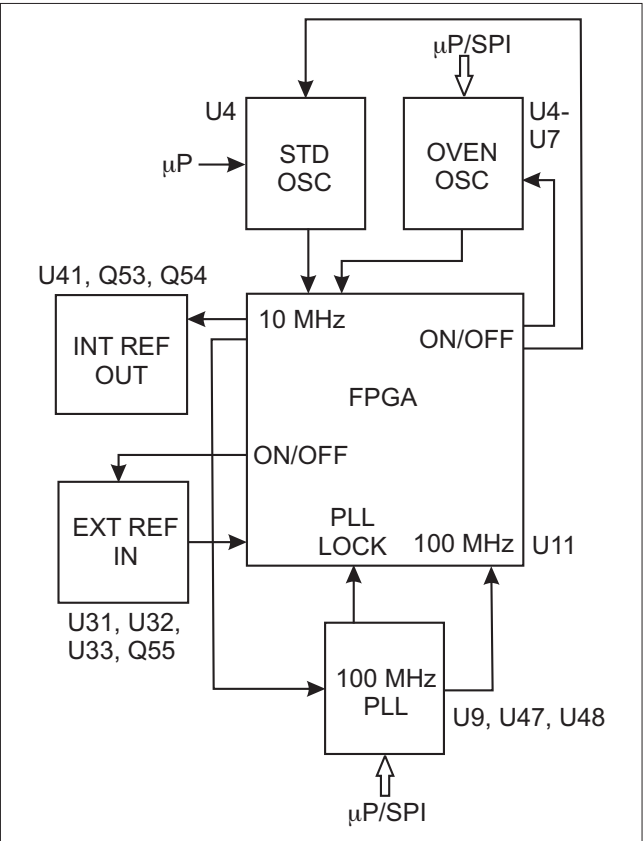 μP/SPI
U4
U4-
U7
STD
OSC
OVEN
OSC
μP
U41, Q53, Q54
INT REF
OUT
10 MHz
ON/OFF
FPGA
ON/OFF
EXT REF
IN
PLL
LOCK
100 MHz
U11
U31, U32,
U33, Q55
100 MHz
PLL
U9, U47, U48
μP/SPI